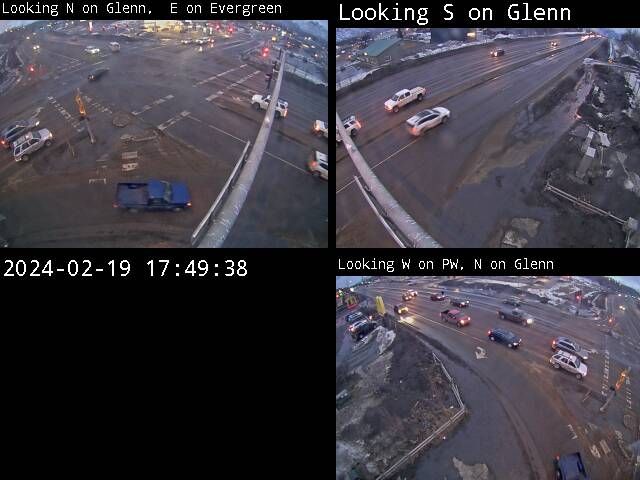 Looking N on Glenn,  E on Evergreen
Looking S on Glenn
2024-02-19 17:49:38
Looking W on PW, N on Glenn